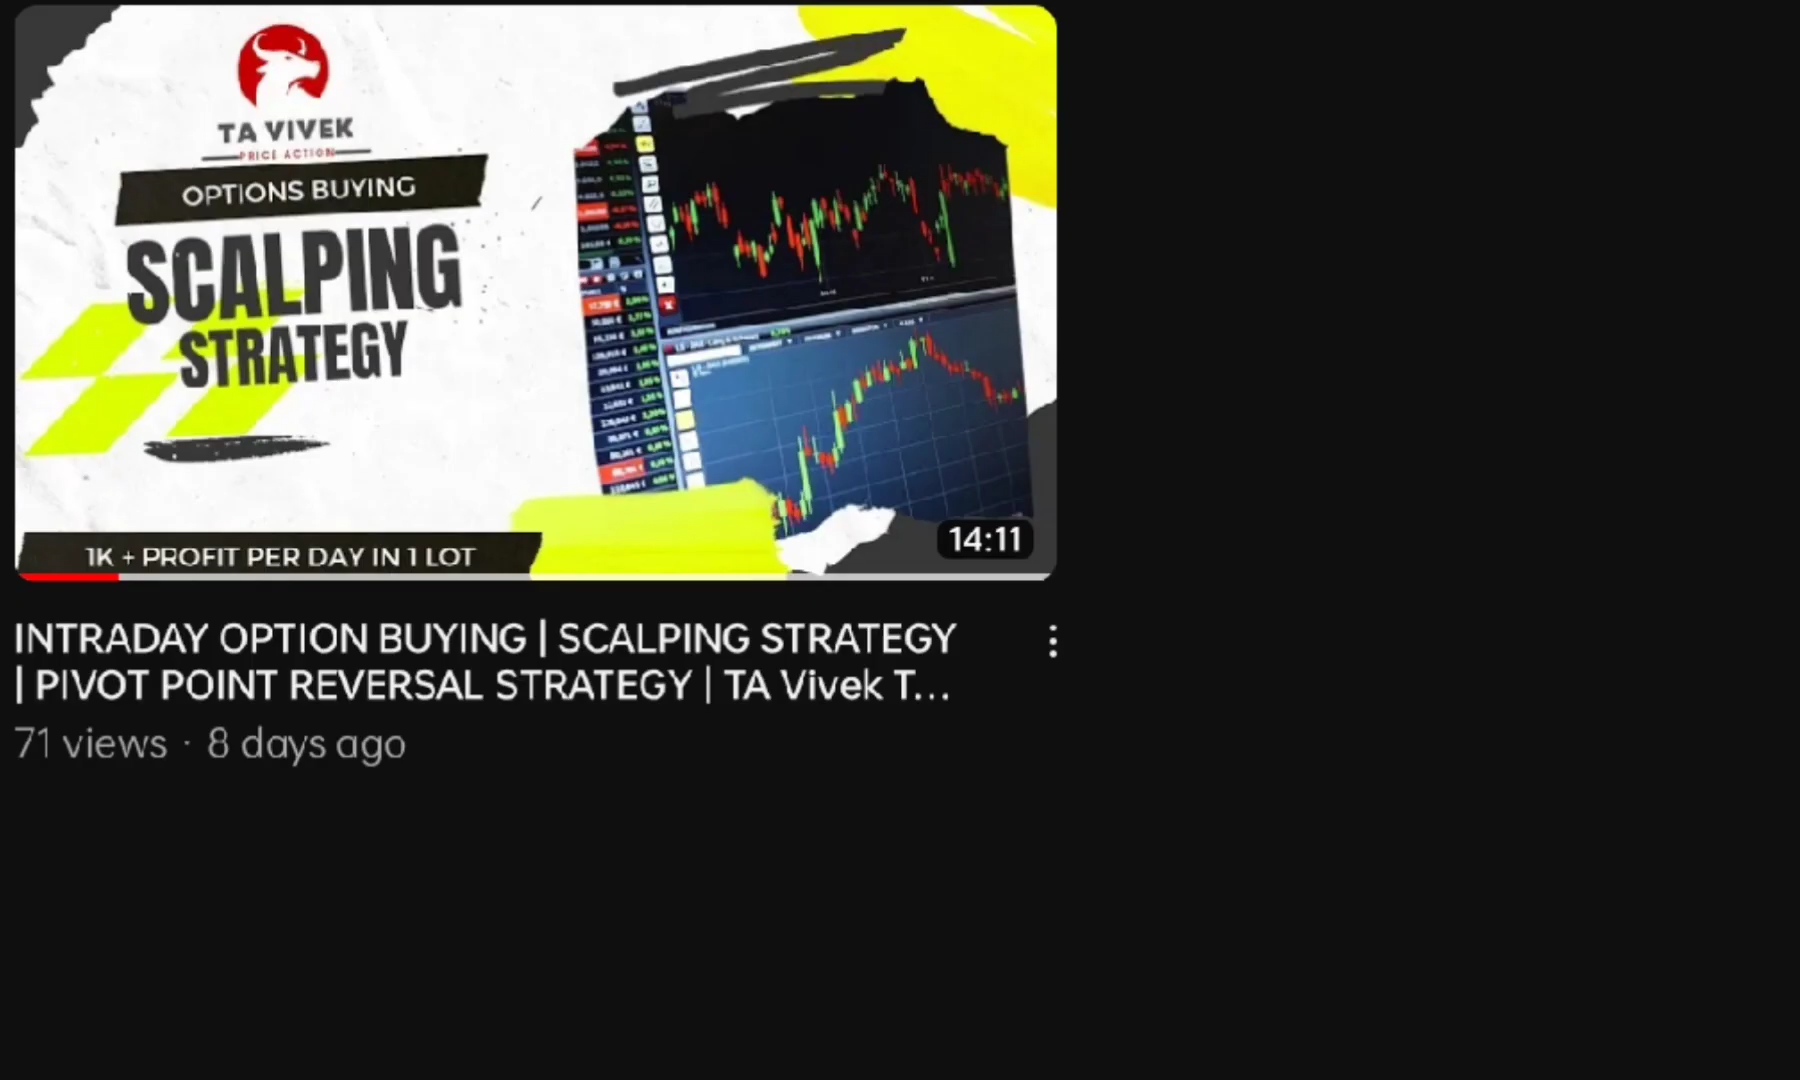 TA VIVEK
PRICE ACTION
OPTIONS BUYING
SCALPING
STRATEGY
1K + PROFIT PER DAY IN 1 LOT
14:11
INTRADAY OPTION BUYING | SCALPING STRATEGY
| PIVOT POINT REVERSAL STRATEGY | TA Vivek T...
71 views · 8 days ago